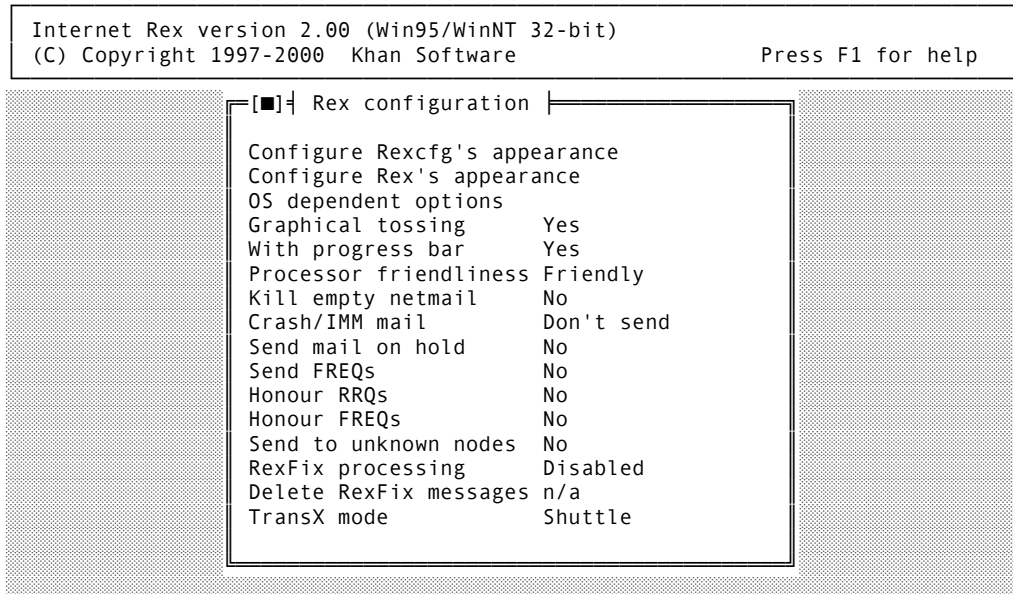 Internet Rex version 2.00 (Win95/WinNT 32-bit)
(C) Copyright 1997-2000 Khan Software Press F1 for help
[■] Rex configuration
Configure Rexcfg's appearance
Configure Rex's appearance
OS dependent options
Graphical tossing Yes
With progress bar Yes
Processor friendliness Friendly
Kill empty netmail No
Crash/IMM mail Don't send
Send mail on hold No
Send FREQs No
Honour RRQs No
Honour FREQs No
Send to unknown nodes No
RexFix processing Disabled
Delete RexFix messages n/a
TransX mode Shuttle